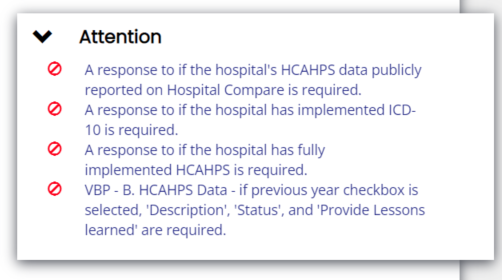 Attention
A response to if the hospital's HCAHPS data publicly
reported on Hospital Compare is required.
A response to if the hospital has implemented ICD-
10 is required.
A response to if the hospital has fully
implemented HCAHPS is required.
VBP - B. HCAHPS Data - if previous year checkbox is
selected, 'Description', 'Status', and 'Provide Lessons
learned' are required.